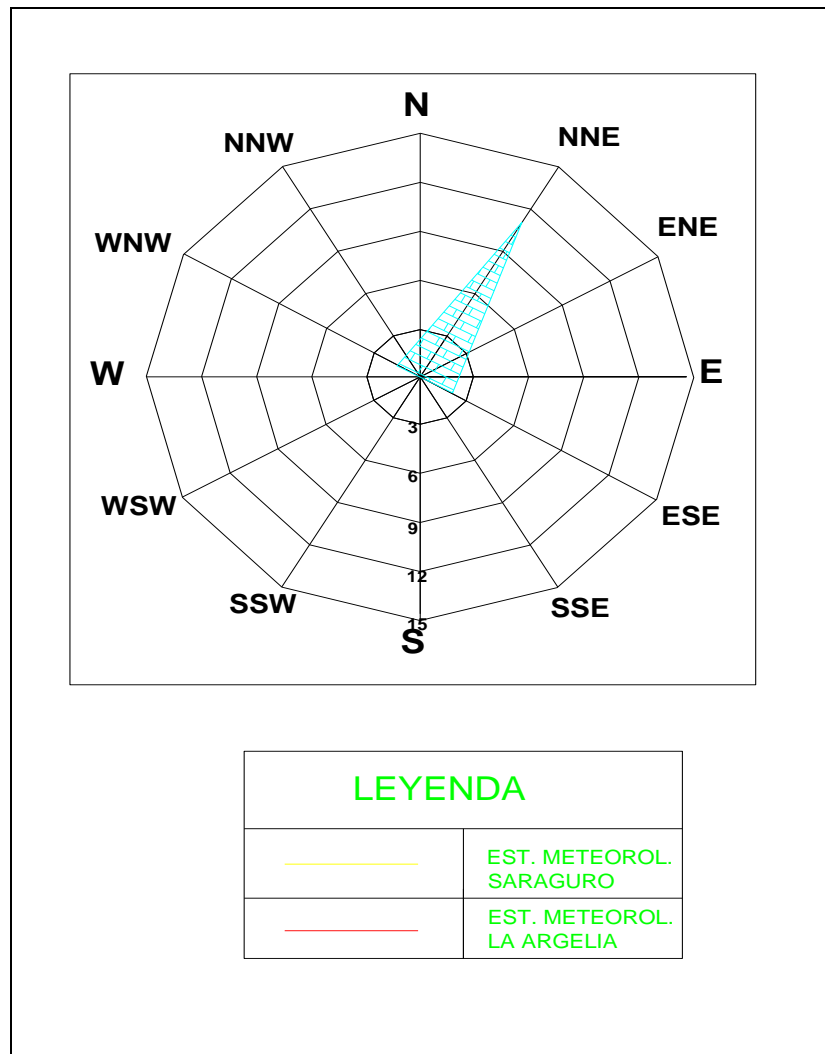 N
NNW
NNE
WNW
ENE
W
E
3
6
WSW
ESE
9
12
SSW
SSE
15
S
LEYENDA
EST. METEOROL.
SARAGURO
EST. METEOROL.
LA ARGELIA